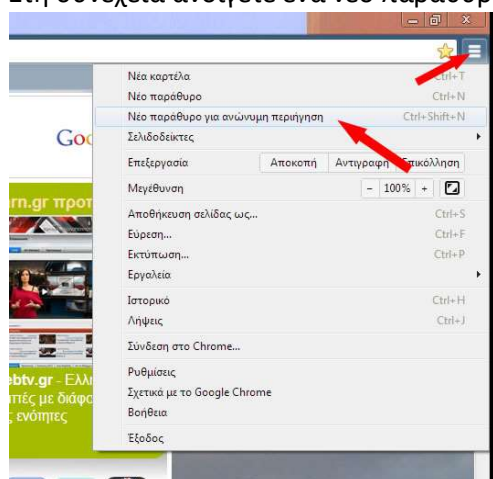 Στη συνέχεια ανοίγετε ένα νέο παράθυρ
Νέα καρτέλα Ctrl+T
Νέο παράθυρο Ctrl+N
Νέο παράθυρο για ανώνυμη περιήγηση Ctrl+Shift+N
Σελιδοδείκτες
Goo
Επεξεργασία Αποκοπή Αντιγραφή Επικόλληση
Μεγέθυνση - 100% +
rn.gr προτ
Αποθήκευση σελίδας ως... Ctrl+S
Εύρεση... Ctrl+F
Εκτύπωση... Ctrl+P
Εργαλεία
Ιστορικό Ctrl+H
Λήψεις Ctrl+J
Σύνδεση στο Chrome...
Ρυθμίσεις
ebtv.gr - Ελλη
Σχετικά με το Google Chrome
πές με διάφο
Βοήθεια
ς ενότητες
Έξοδος